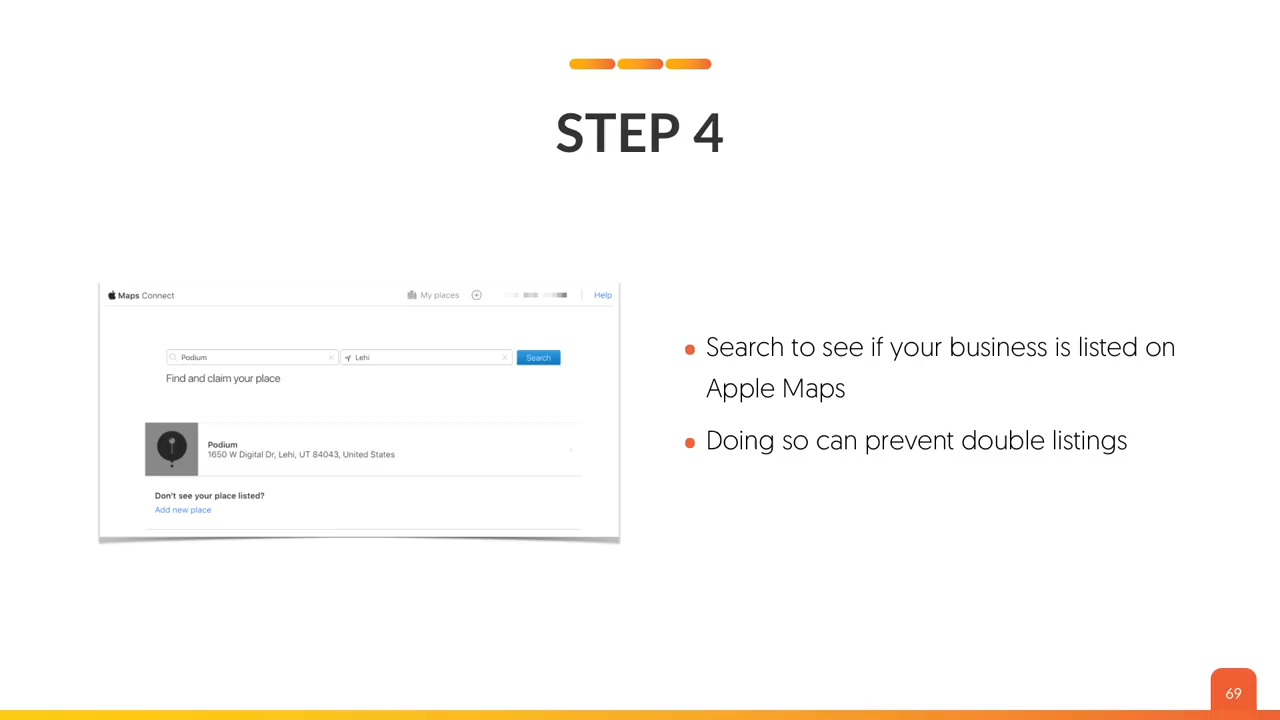 STEP 4
Maps Connect
My places
Help
Podium
Lehi
Search
Find and claim your place
Podium
1650 W Digital Dr, Lehi, UT 84043, United States
Don't see your place listed?
Add new place
Search to see if your business is listed on
Apple Maps
Doing so can prevent double listings
69